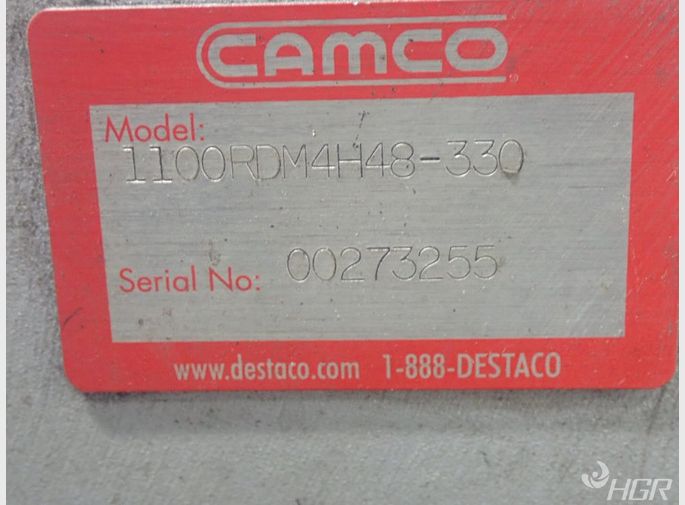 CAMCO®
Model:
1100RDM4H48-330
Serial No: 00273255
www.destaco.com 1-888-DESTACO
HGR